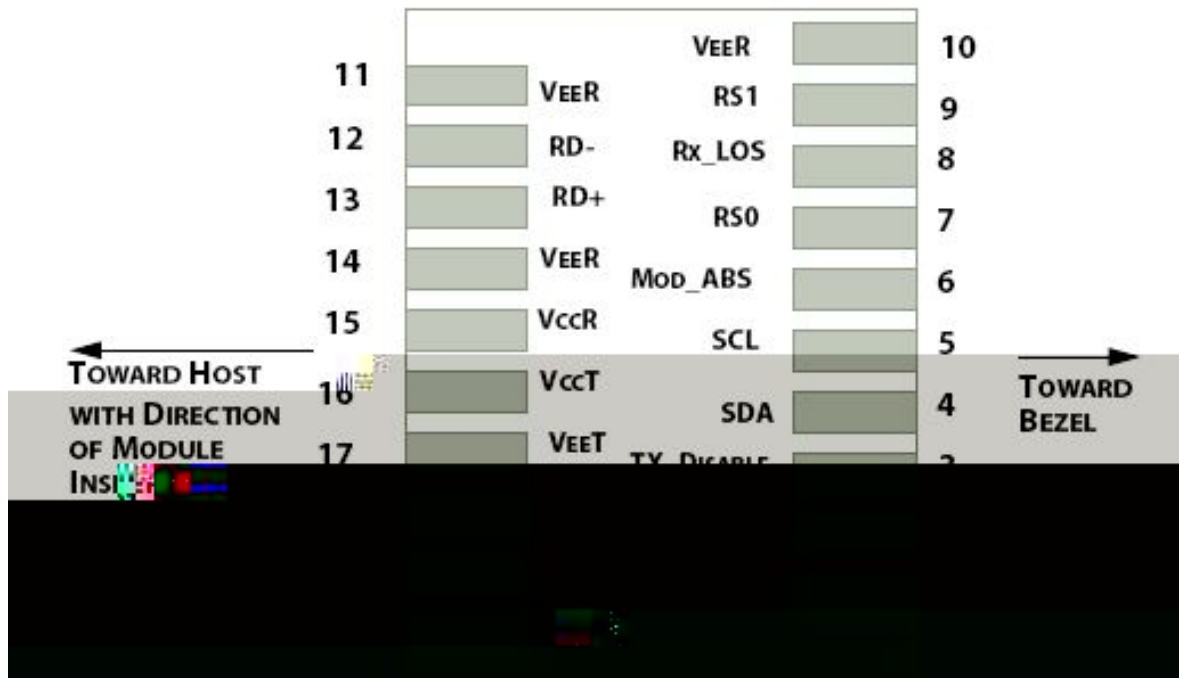 VEER 10
11 VEER
RS1 9
12 RD-
Rx_LOS 8
13 RD+
RS0 7
14 VEER
MOD_ABS 6
15 VCCR
SCL 5
TOWARD HOST
WITH DIRECTION
OF MODULE
16 VCCT
SDA 4
TOWARD
BEZEL
17 VEET
TX_DISABLE